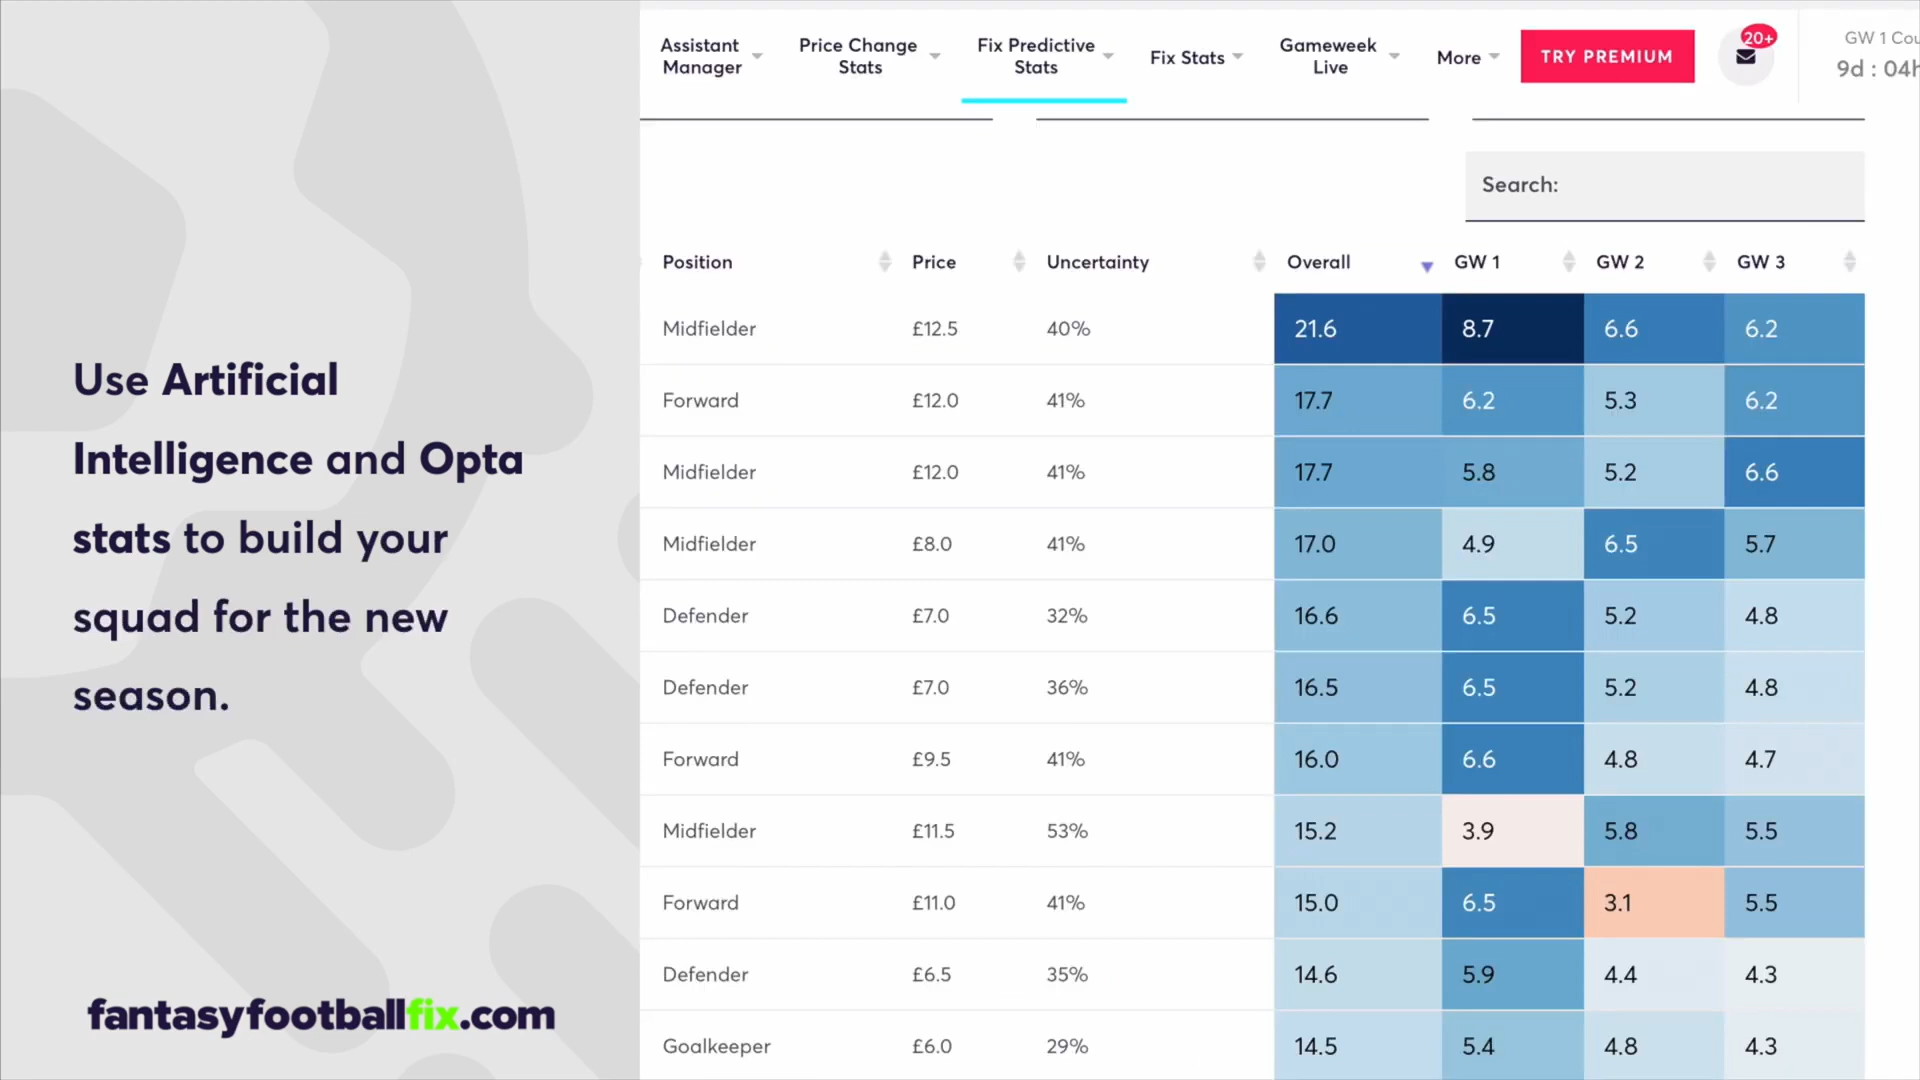 Use Artificial
Intelligence and Opta
stats to build your
squad for the new
season.
fantasyfootballfix.com
Assistant
Manager
Price Change
Stats
Fix Predictive
Stats
Fix Stats
Gameweek
Live
More
TRY PREMIUM
20+
GW 1 Cou
9d : 04h
Search:
Position Price Uncertainty Overall GW 1 GW 2 GW 3
Midfielder £12.5 40% 21.6 8.7 6.6 6.2
Forward £12.0 41% 17.7 6.2 5.3 6.2
Midfielder £12.0 41% 17.7 5.8 5.2 6.6
Midfielder £8.0 41% 17.0 4.9 6.5 5.7
Defender £7.0 32% 16.6 6.5 5.2 4.8
Defender £7.0 36% 16.5 6.5 5.2 4.8
Forward £9.5 41% 16.0 6.6 4.8 4.7
Midfielder £11.5 53% 15.2 3.9 5.8 5.5
Forward £11.0 41% 15.0 6.5 3.1 5.5
Defender £6.5 35% 14.6 5.9 4.4 4.3
Goalkeeper £6.0 29% 14.5 5.4 4.8 4.3